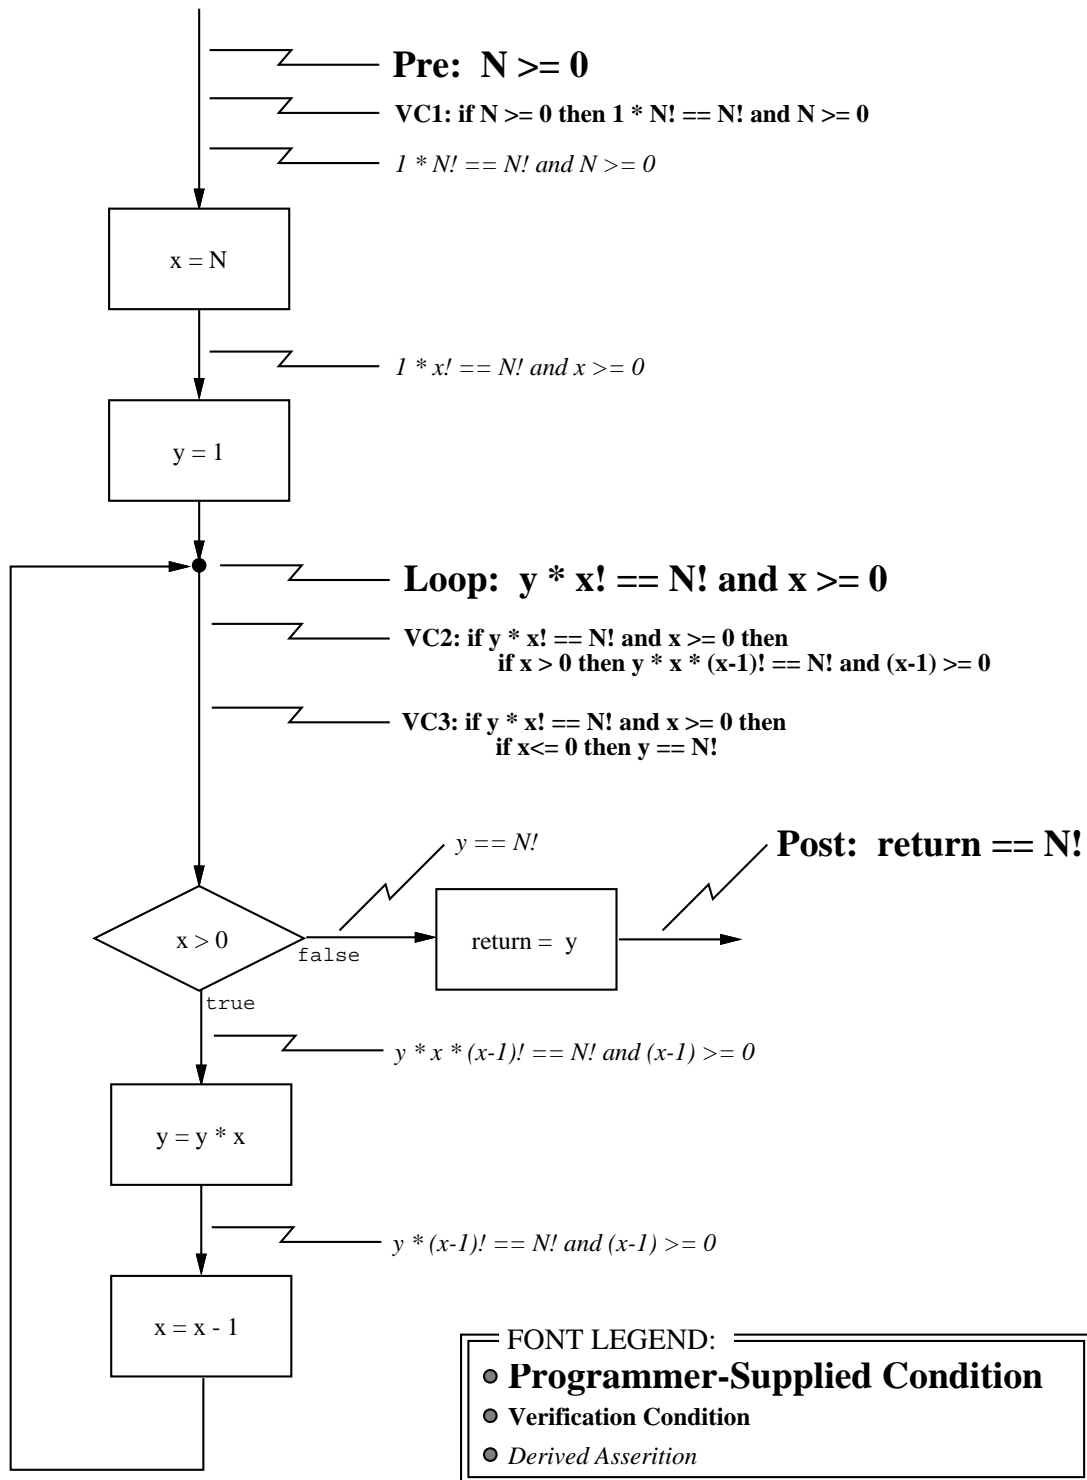 Pre: N >= 0
VC1: if N >= 0 then 1 * N! == N! and N >= 0
1 * N! == N! and N >= 0
x = N
1 * x! == N! and x >= 0
y = 1
Loop: y * x! == N! and x >= 0
VC2: if y * x! == N! and x >= 0 then
if x > 0 then y * x * (x-1)! == N! and (x-1) >= 0
VC3: if y * x! == N! and x >= 0 then
if x<= 0 then y == N!
y == N!
Post: return == N!
x > 0
false
return = y
true
y * x * (x-1)! == N! and (x-1) >= 0
y = y * x
y * (x-1)! == N! and (x-1) >= 0
x = x - 1
FONT LEGEND:
Programmer-Supplied Condition
Verification Condition
Derived Asserition